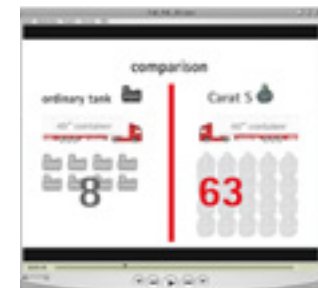 comparison
ordinary tank
Carat S
40" container
40" container
8
63